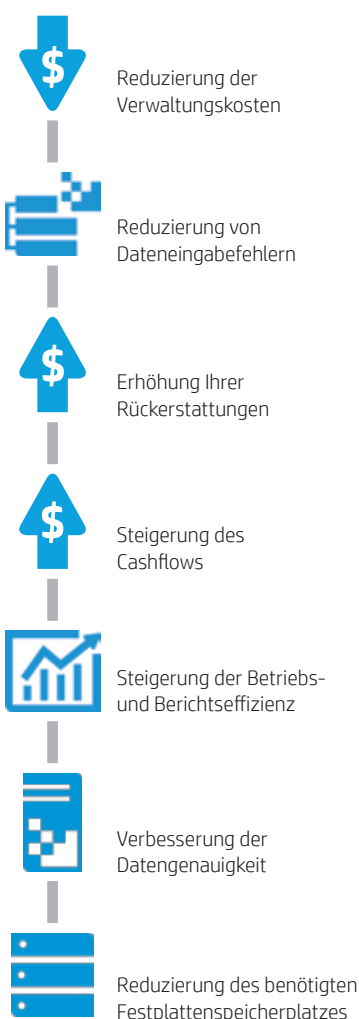 $
Reduzierung der
Verwaltungskosten
Reduzierung von
Dateneingabefehlern
$
Erhöhung Ihrer
Rückerstattungen
$
Steigerung des
Cashflows
Steigerung der Betriebs-
und Berichtseffizienz
Verbesserung der
Datengenauigkeit
Reduzierung des benötigten
Festplattenspeicherplatzes